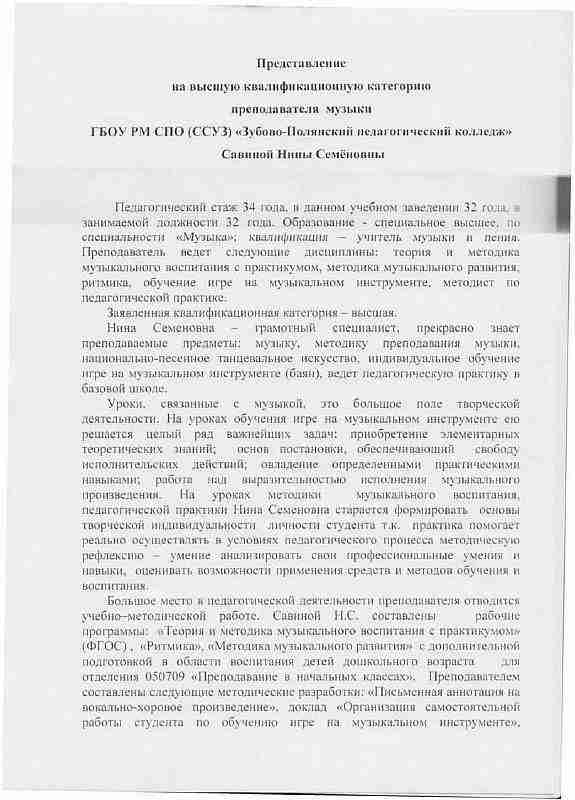 Представление
на высшую квалификационную категорию
преподавателя музыки
ГБОУ РМ СПО (ССУЗ) «Зубово-Полянский педагогический колледж»
Савиной Нины Семёновны
Педагогический стаж 34 года, в данном учебном заведении 32 года, в
занимаемой должности 32 года. Образование - специальное высшее, по
специальности «Музыка»; квалификация – учитель музыки и пения.
Преподаватель ведет следующие дисциплины: теория и методика
музыкального воспитания с практикумом, методика музыкального развития,
ритмика, обучение игре на музыкальном инструменте, методист по
педагогической практике.
Заявленная квалификационная категория – высшая.
Нина Семеновна – грамотный специалист, прекрасно знает
преподаваемые предметы: музыку, методику преподавания музыки,
национально-песенное танцевальное искусство, индивидуальное обучение
игре на музыкальном инструменте (баян), ведет педагогическую практику в
базовой школе.
Уроки, связанные с музыкой, это большое поле творческой
деятельности. На уроках обучения игре на музыкальном инструменте ею
решается целый ряд важнейших задач: приобретение элементарных
теоретических знаний; основ постановки, обеспечивающий свободу
исполнительских действий; овладение определенными практическими
навыками; работа над выразительностью исполнения музыкального
произведения. На уроках методики музыкального воспитания,
педагогической практики Нина Семеновна старается формировать основы
творческой индивидуальности личности студента т.к. практика помогает
реально осуществлять в условиях педагогического процесса методическую
рефлексию – умение анализировать свои профессиональные умения и
навыки, оценивать возможности применения средств и методов обучения и
воспитания.
Большое место в педагогической деятельности преподавателя отводится
учебно–методической работе. Савиной Н.С. составлены рабочие
программы: «Теория и методика музыкального воспитания с практикумом»
(ФГОС) , «Ритмика», «Методика музыкального развития» с дополнительной
подготовкой в области воспитания детей дошкольного возраста для
отделения 050709 «Преподавание в начальных классах». Преподавателем
составлены следующие методические разработки: «Письменная аннотация на
вокально-хоровое произведение», доклад «Организация самостоятельной
работы студента по обучению игре на музыкальном инструменте»,